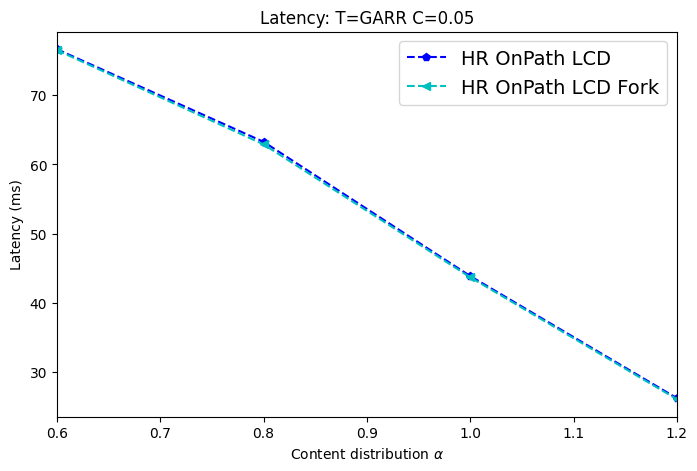 Latency: T=GARR C=0.05
HR OnPath LCD
HR OnPath LCD Fork
Latency (ms)
70
60
50
40
30
0.6 0.7 0.8 0.9 1.0 1.1 1.2
Content distribution α